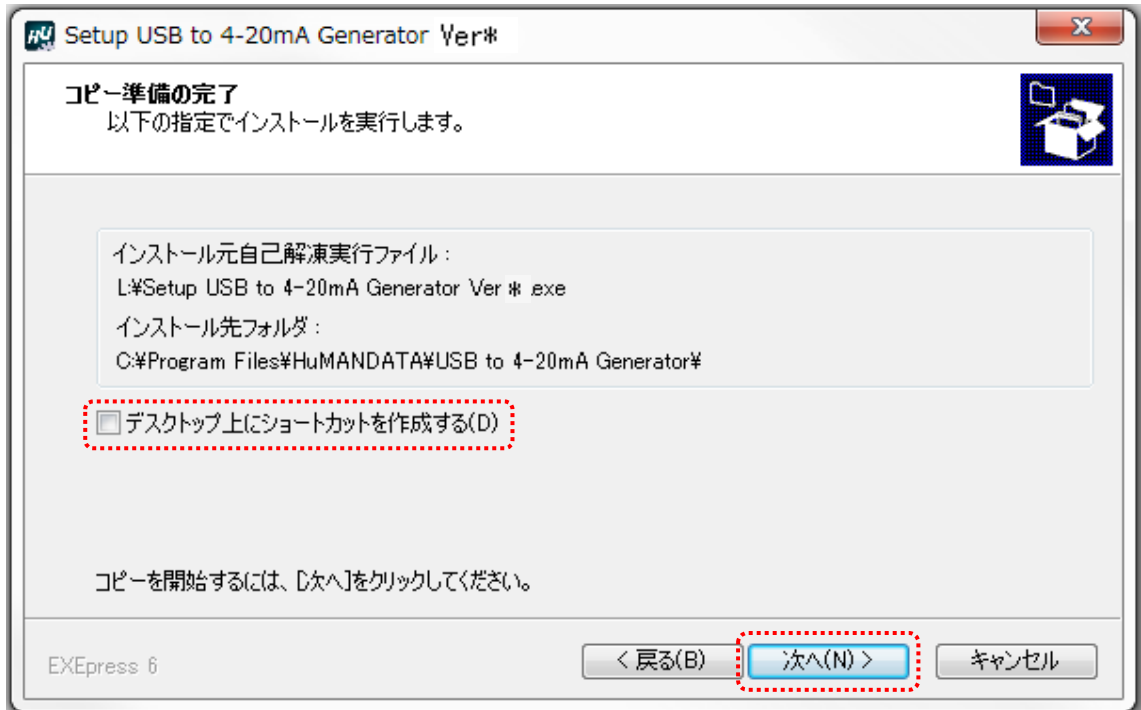 HU Setup USB to 4-20mA Generator Ver*
コピー準備の完了
以下の指定でインストールを実行します。
インストール元自己解凍実行ファイル：
L:¥Setup USB to 4-20mA Generator Ver * .exe
インストール先フォルダ：
C:¥Program Files¥HuMANDATA¥USB to 4-20mA Generator¥
デスクトップ上にショートカットを作成する(D)
コピーを開始するには、[次へ]をクリックしてください。
EXEpress 6
< 戻る(B)
次へ(N) >
キャンセル